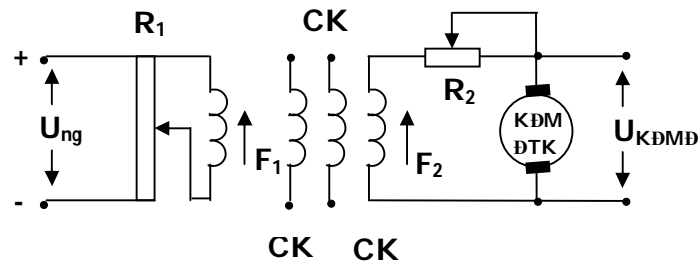 CK
R₁
+
R₂
U_ng
KĐM
ĐTK
U_KĐMĐ
F₁
F₂
-
CK
CK